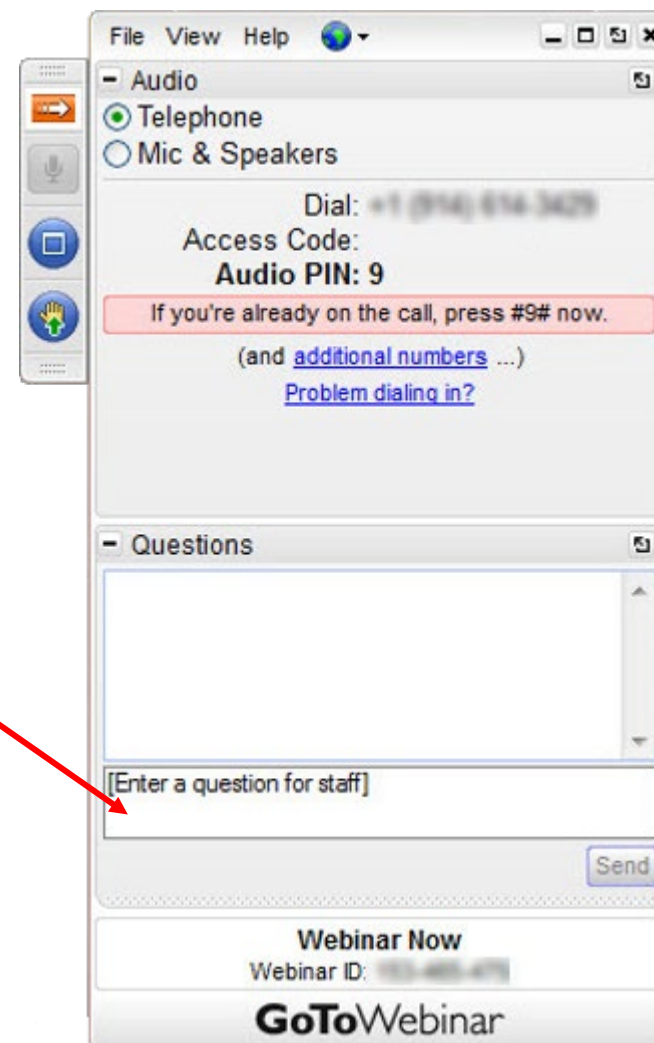 File View Help
Audio
Telephone
Mic & Speakers
Dial:
Access Code:
Audio PIN: 9
If you're already on the call, press #9# now.
(and additional numbers ...)
Problem dialing in?
Questions
[Enter a question for staff]
Send
Webinar Now
Webinar ID:
GoToWebinar